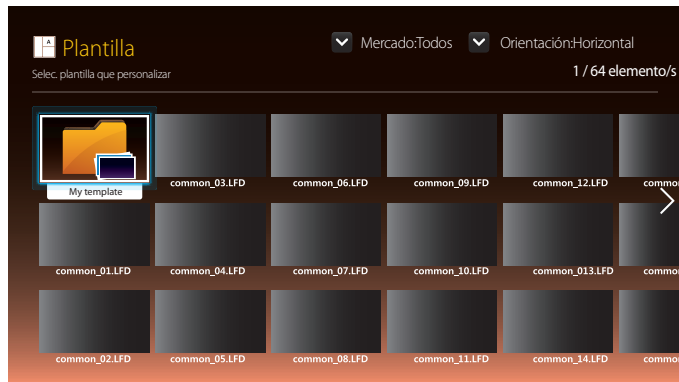 A
Plantilla
Mercado:Todos
Orientación:Horizontal
Selec. plantilla que personalizar
1 / 64 elemento/s
My template
common_03.LFD
common_06.LFD
common_09.LFD
common_12.LFD
common_01.LFD
common_04.LFD
common_07.LFD
common_10.LFD
common_013.LFD
common_02.LFD
common_05.LFD
common_08.LFD
common_11.LFD
common_14.LFD